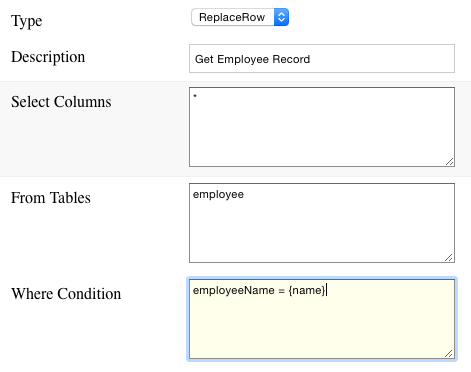 Type
ReplaceRow
Description
Get Employee Record
Select Columns
*
From Tables
employee
Where Condition
employeeName = {name}